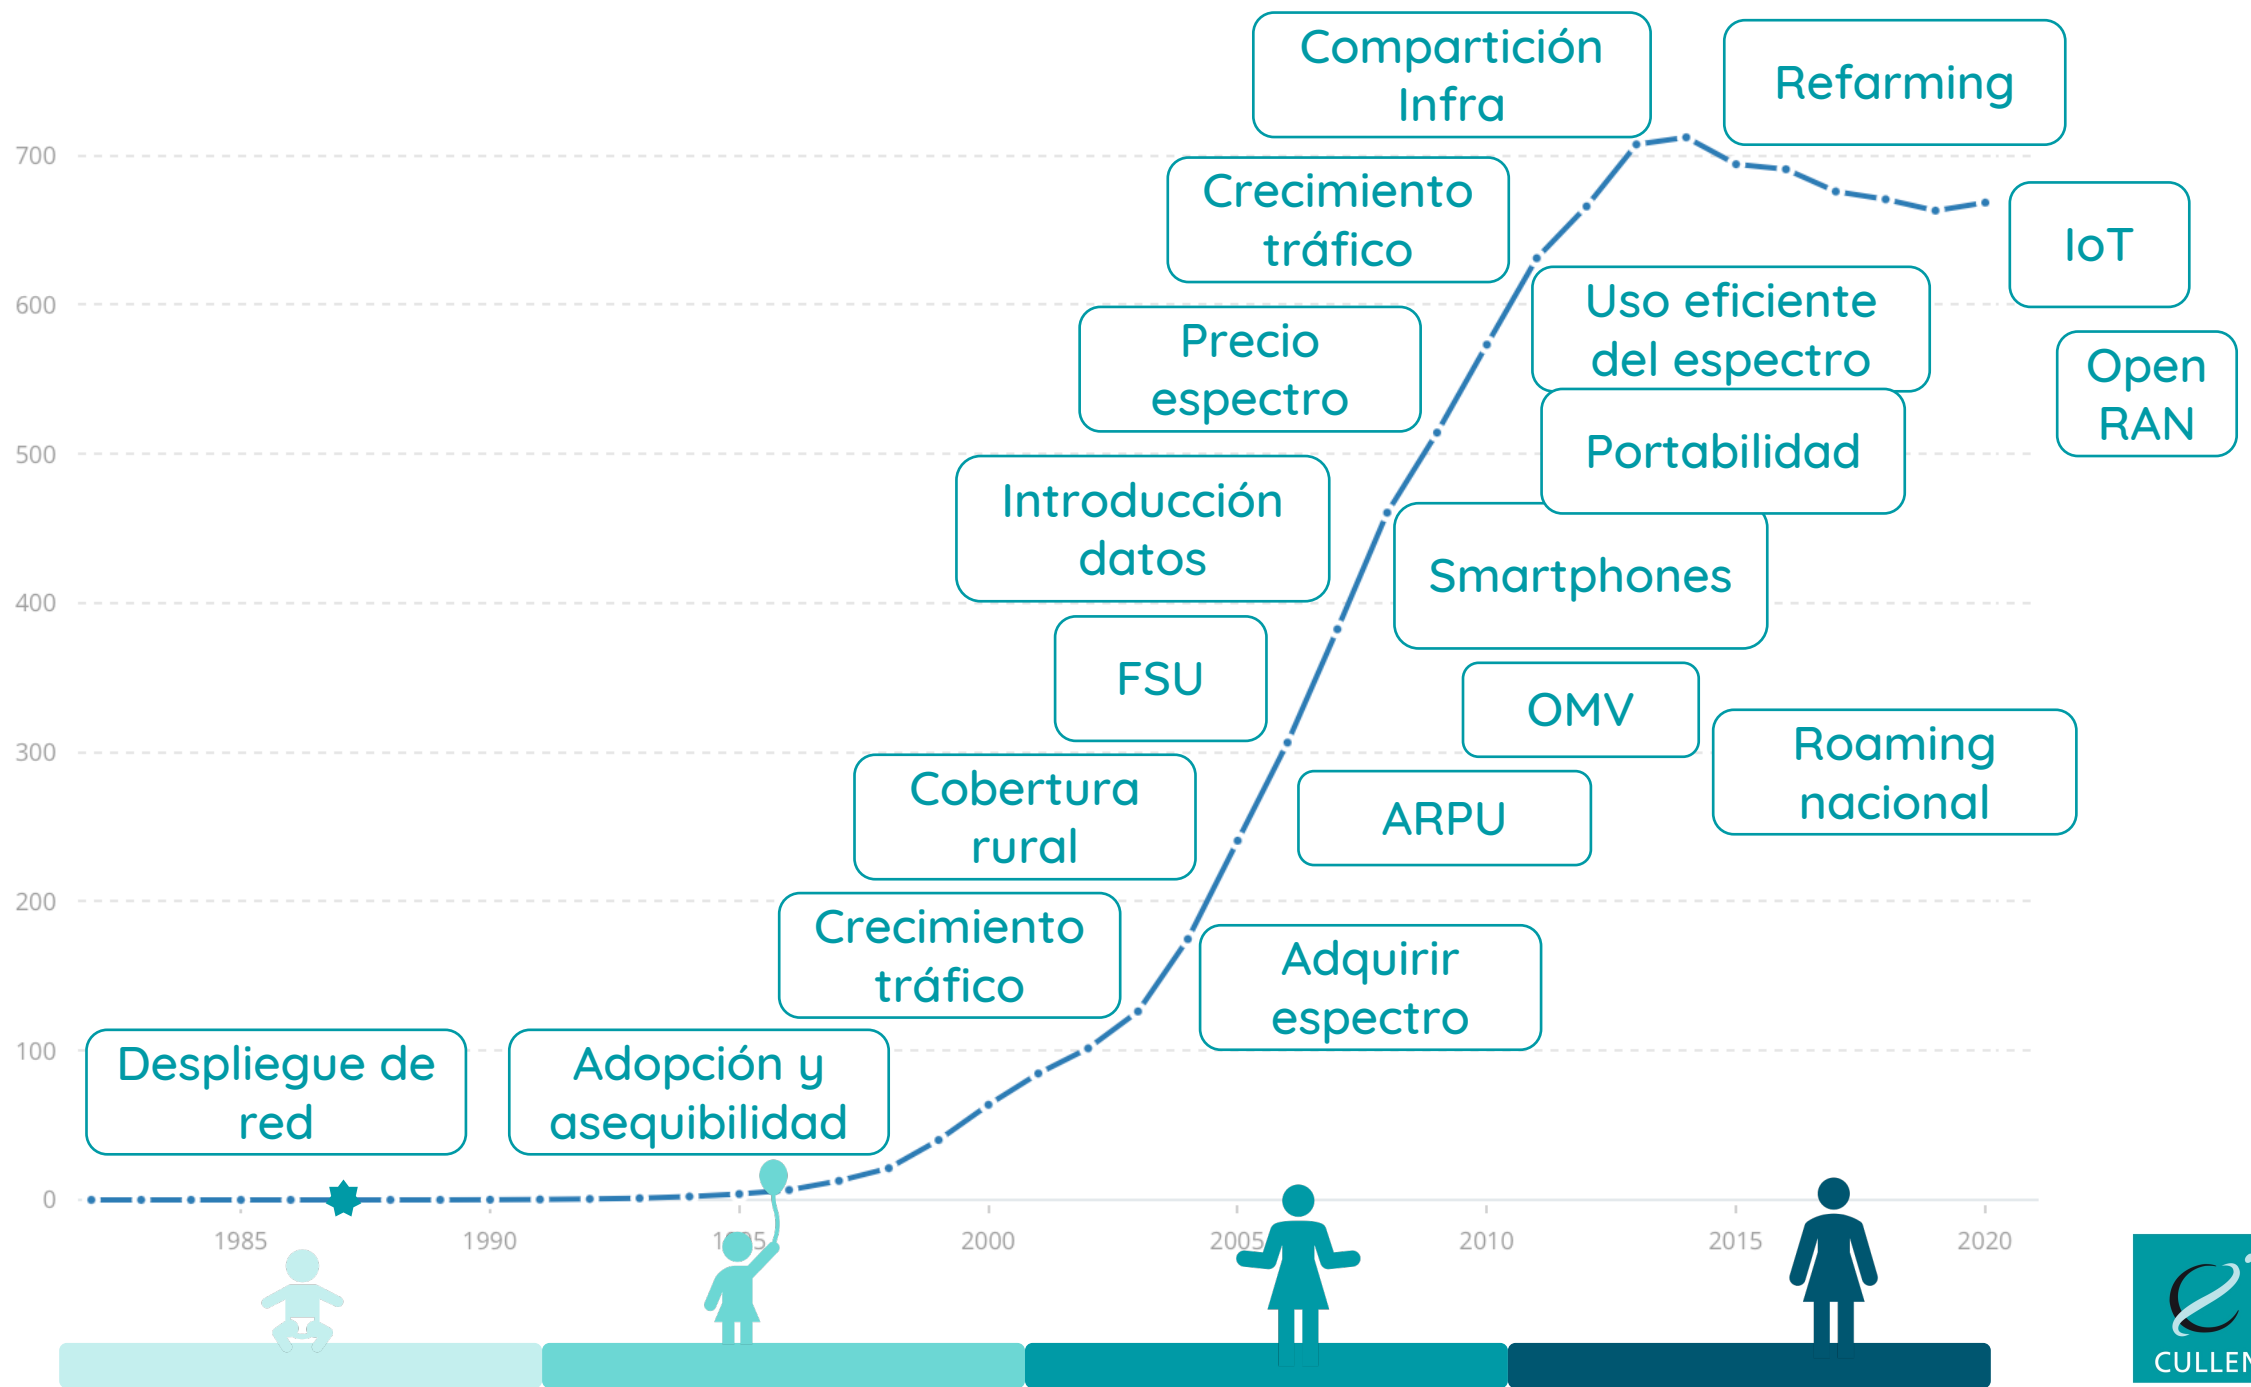 Compartición
Infra
Refarming
700
Crecimiento
tráfico
IoT
600
Uso eficiente
del espectro
Precio
espectro
Open
RAN
500
Portabilidad
Introducción
datos
Smartphones
400
FSU
OMV
300
Roaming
nacional
Cobertura
rural
ARPU
200
Crecimiento
tráfico
Adquirir
espectro
100
Despliegue de
red
Adopción y
asequibilidad
0
1985
1990
1995
2000
2005
2010
2015
2020
CULLEN